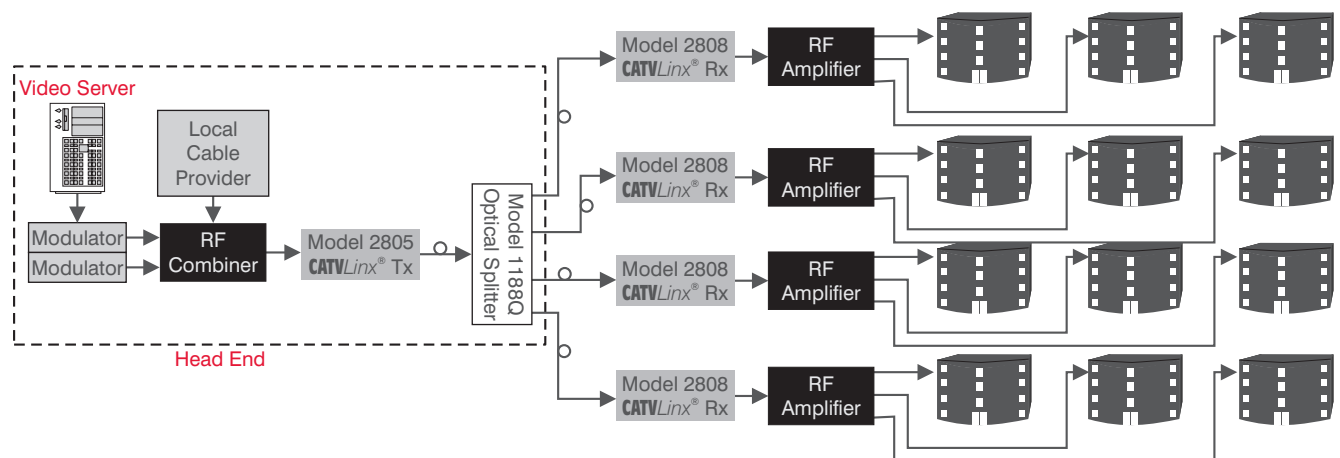 Video Server
Local
Cable
Provider
Modulator
Modulator
RF
Combiner
Model 2805
CATVLinx® Tx
Model 1188Q
Optical Splitter
Head End
Model 2808
CATVLinx® Rx
RF
Amplifier
Model 2808
CATVLinx® Rx
RF
Amplifier
Model 2808
CATVLinx® Rx
RF
Amplifier
Model 2808
CATVLinx® Rx
RF
Amplifier